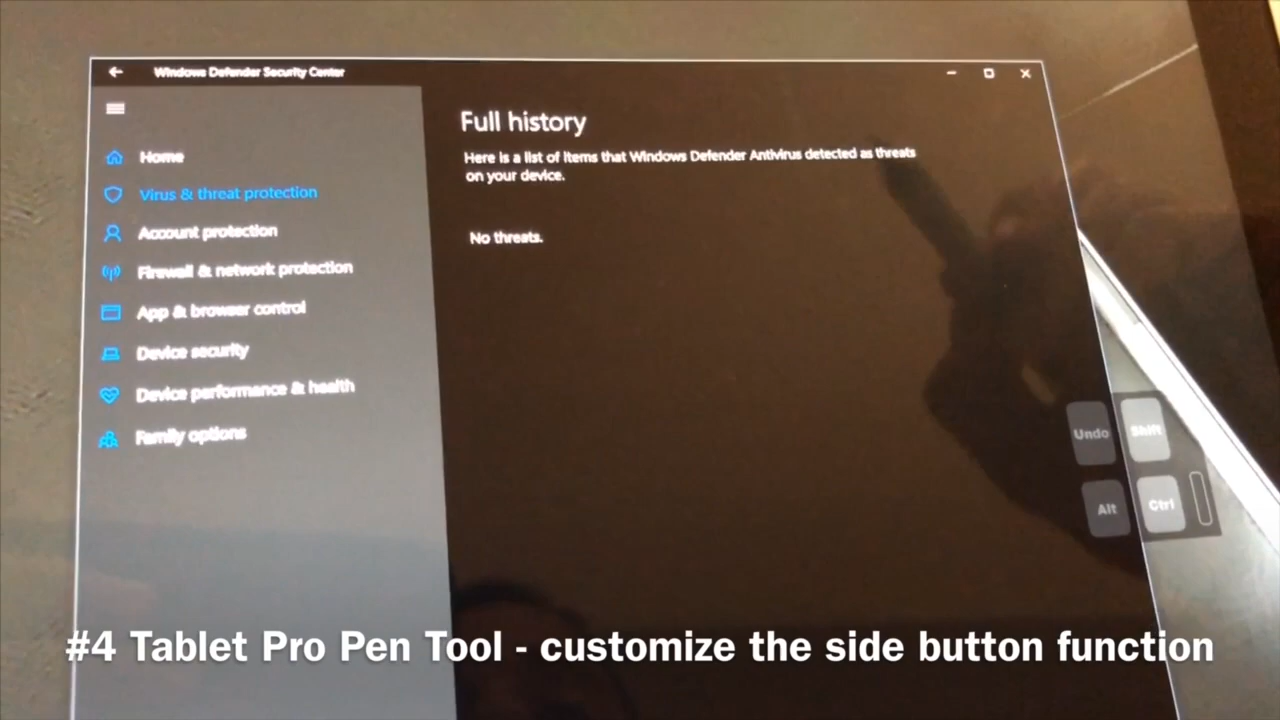 Windows Defender Security Center
Home
Virus & threat protection
Account protection
Firewall & network protection
App & browser control
Device security
Device performance & health
Family options
Full history
Here is a list of items that Windows Defender Antivirus detected as threats
on your device.
No threats.
Undo
Shift
Alt
Ctrl
#4 Tablet Pro Pen Tool - customize the side button function